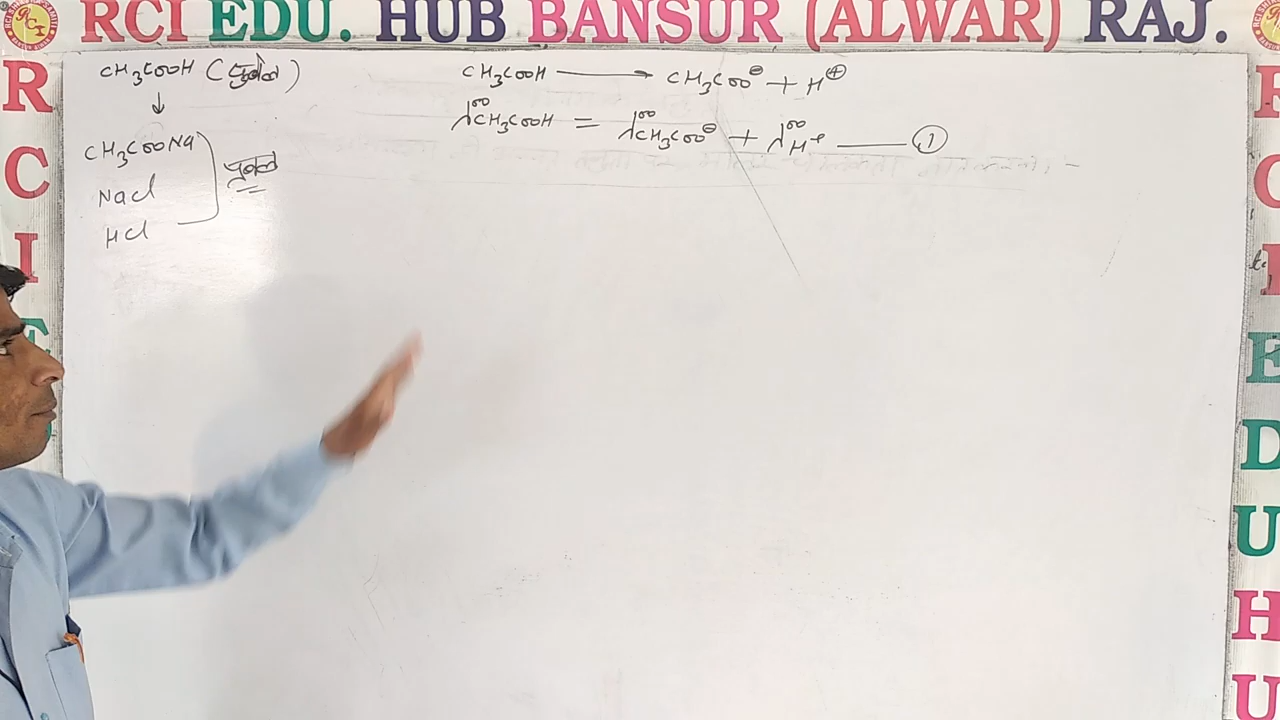 RCI EDU. HUB BANSUR (ALWAR) RAJ.
R
C
I
E
R
C
I
E
D
U
H
U
CH₃COOH (दुर्बल)
↓
CH₃COONa
NaCl
HCl
प्रबल
CH₃COOH ⟶ CH₃COO⊖ + H⊕
λ∞CH₃COOH = λ∞CH₃COO⊖ + λ∞H⁺ —— ①